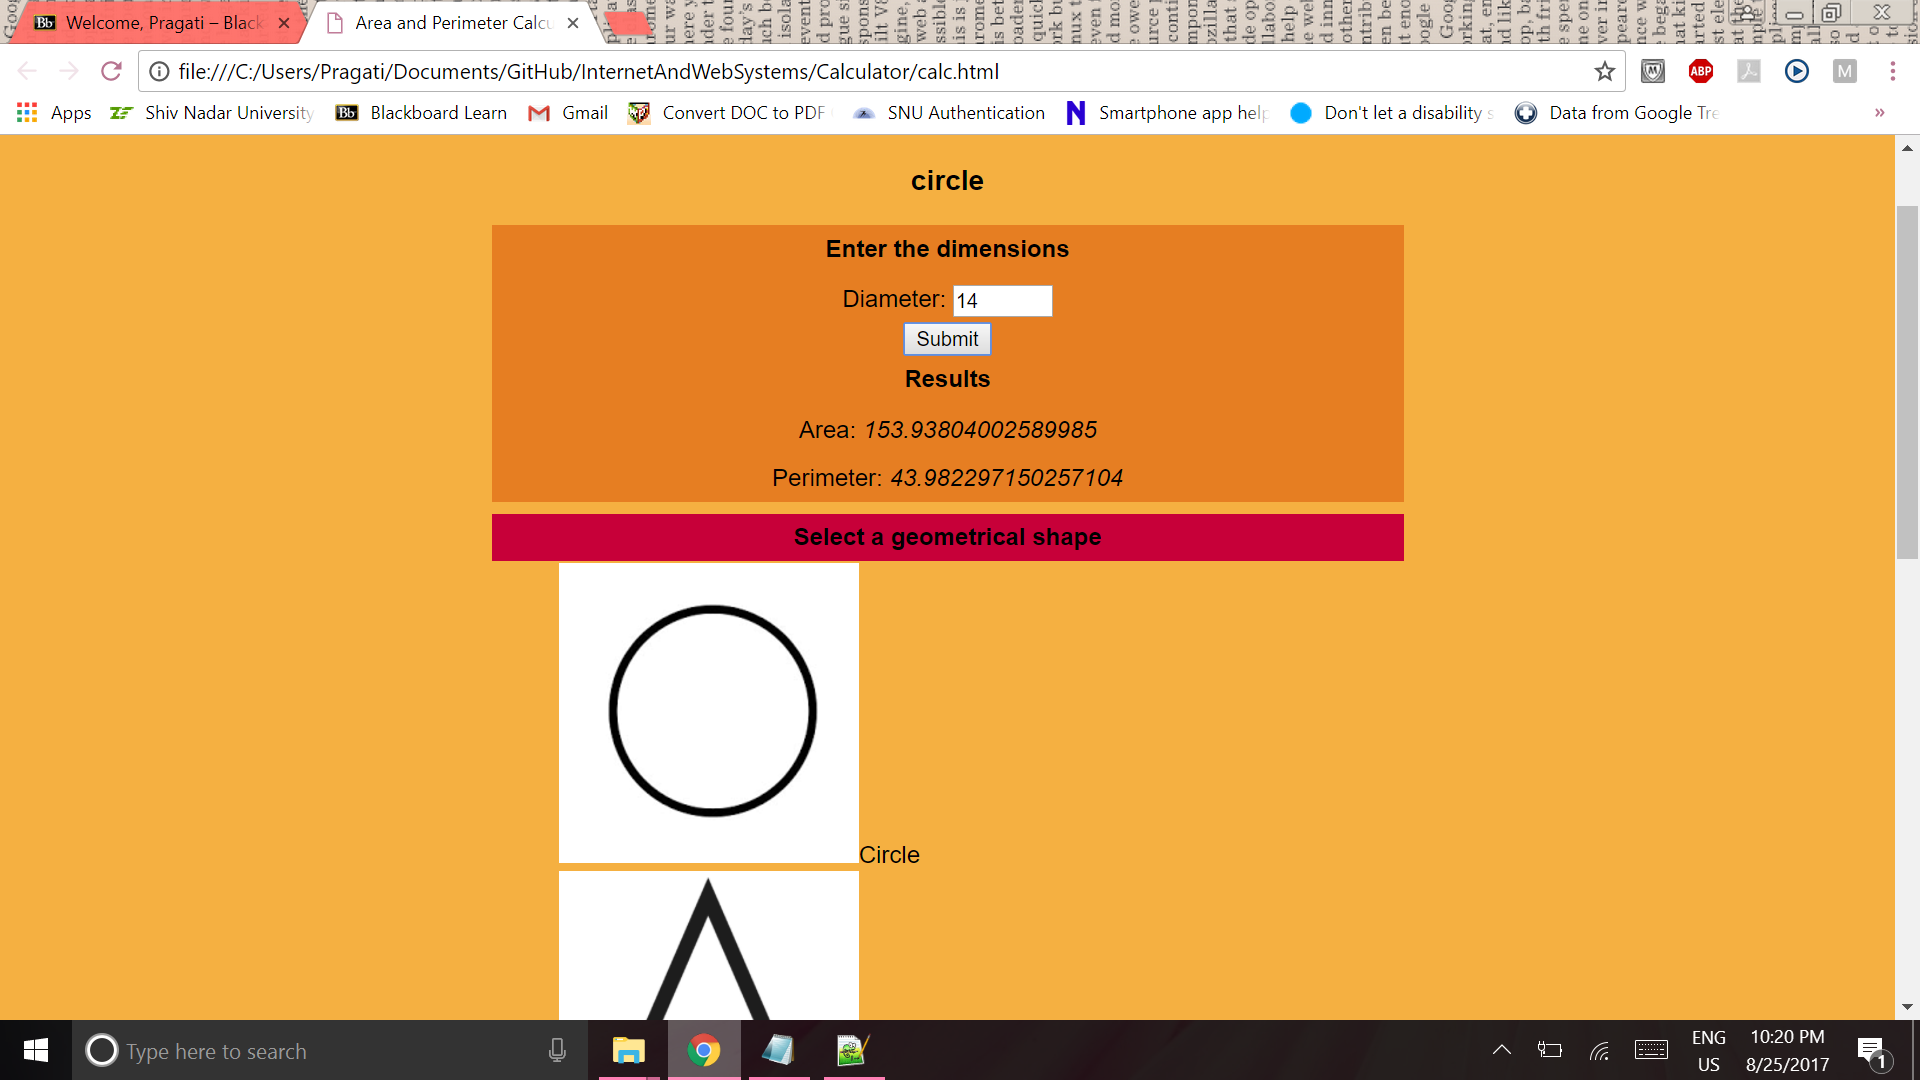 Welcome, Pragati – Black
Area and Perimeter Calcu
file:///C:/Users/Pragati/Documents/GitHub/InternetAndWebSystems/Calculator/calc.html
ABP
M
Apps
Shiv Nadar University
Bb
Blackboard Learn
Gmail
Convert DOC to PDF
SNU Authentication
N
Smartphone app help
Don't let a disability s
Data from Google Tre
»
circle
Enter the dimensions
Diameter: 14
Submit
Results
Area: 153.93804002589985
Perimeter: 43.982297150257104
Select a geometrical shape
Circle
Type here to search
ENG
US
10:20 PM
8/25/2017
1